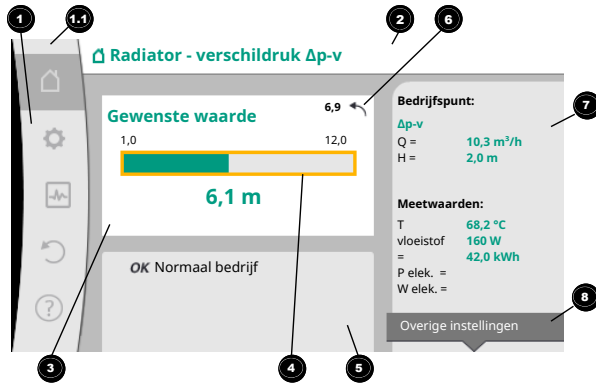 1
1.1
2
6
Radiator - verschildruk Δp-v
Gewenste waarde
6,9
1,0
12,0
6,1 m
OK Normaal bedrijf
Bedrijfspunt:
7
Δp-v
Q = 10,3 m³/h
H = 2,0 m
Meetwaarden:
T 68,2 °C
vloeistof 160 W
= 42,0 kWh
P elek. =
W elek. =
8
Overige instellingen
?
3
4
5